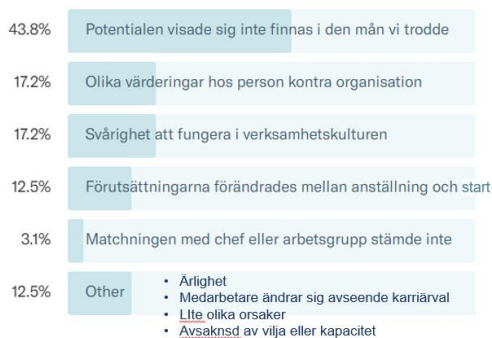 43.8% Potentialen visade sig inte finnas i den mån vi trodde
17.2% Olika värderingar hos person kontra organisation
17.2% Svårighet att fungera i verksamhetskulturen
12.5% Förutsättningarna förändrades mellan anställning och start
3.1% Matchningen med chef eller arbetsgrupp stämde inte
12.5% Other
• Ärlighet
• Medarbetare ändrar sig avseende karriärval
• LIte olika orsaker
• Avsaknsd av vilja eller kapacitet